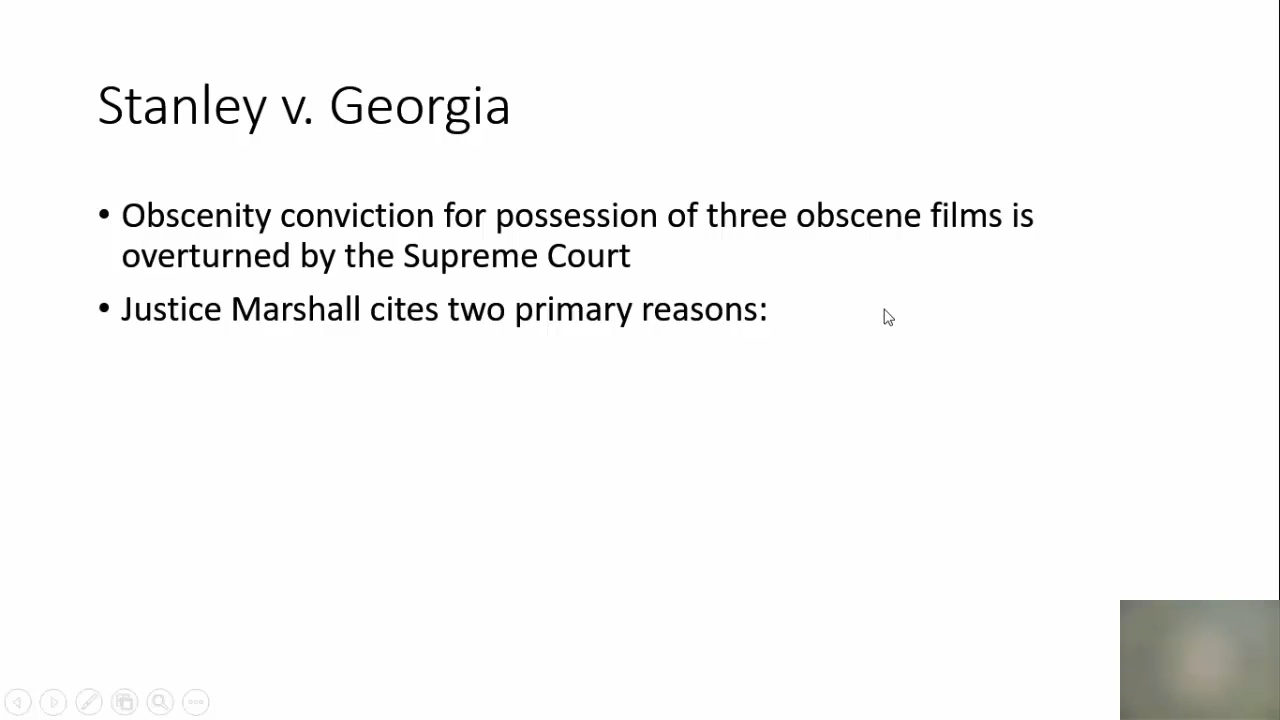 Stanley v. Georgia
• Obscenity conviction for possession of three obscene films is
overturned by the Supreme Court
• Justice Marshall cites two primary reasons: